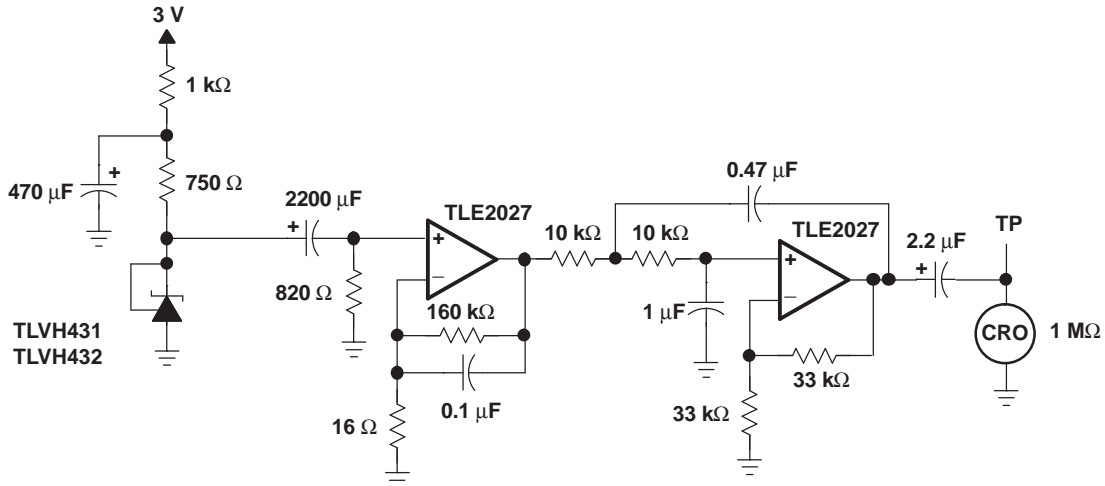 3 V
1 kΩ
470 μF
+
750 Ω
2200 μF
+
820 Ω
TLVH431
TLVH432
TLE2027
+
−
160 kΩ
0.1 μF
16 Ω
10 kΩ
10 kΩ
0.47 μF
1 μF
TLE2027
+
−
33 kΩ
33 kΩ
2.2 μF
+
TP
CRO
1 MΩ